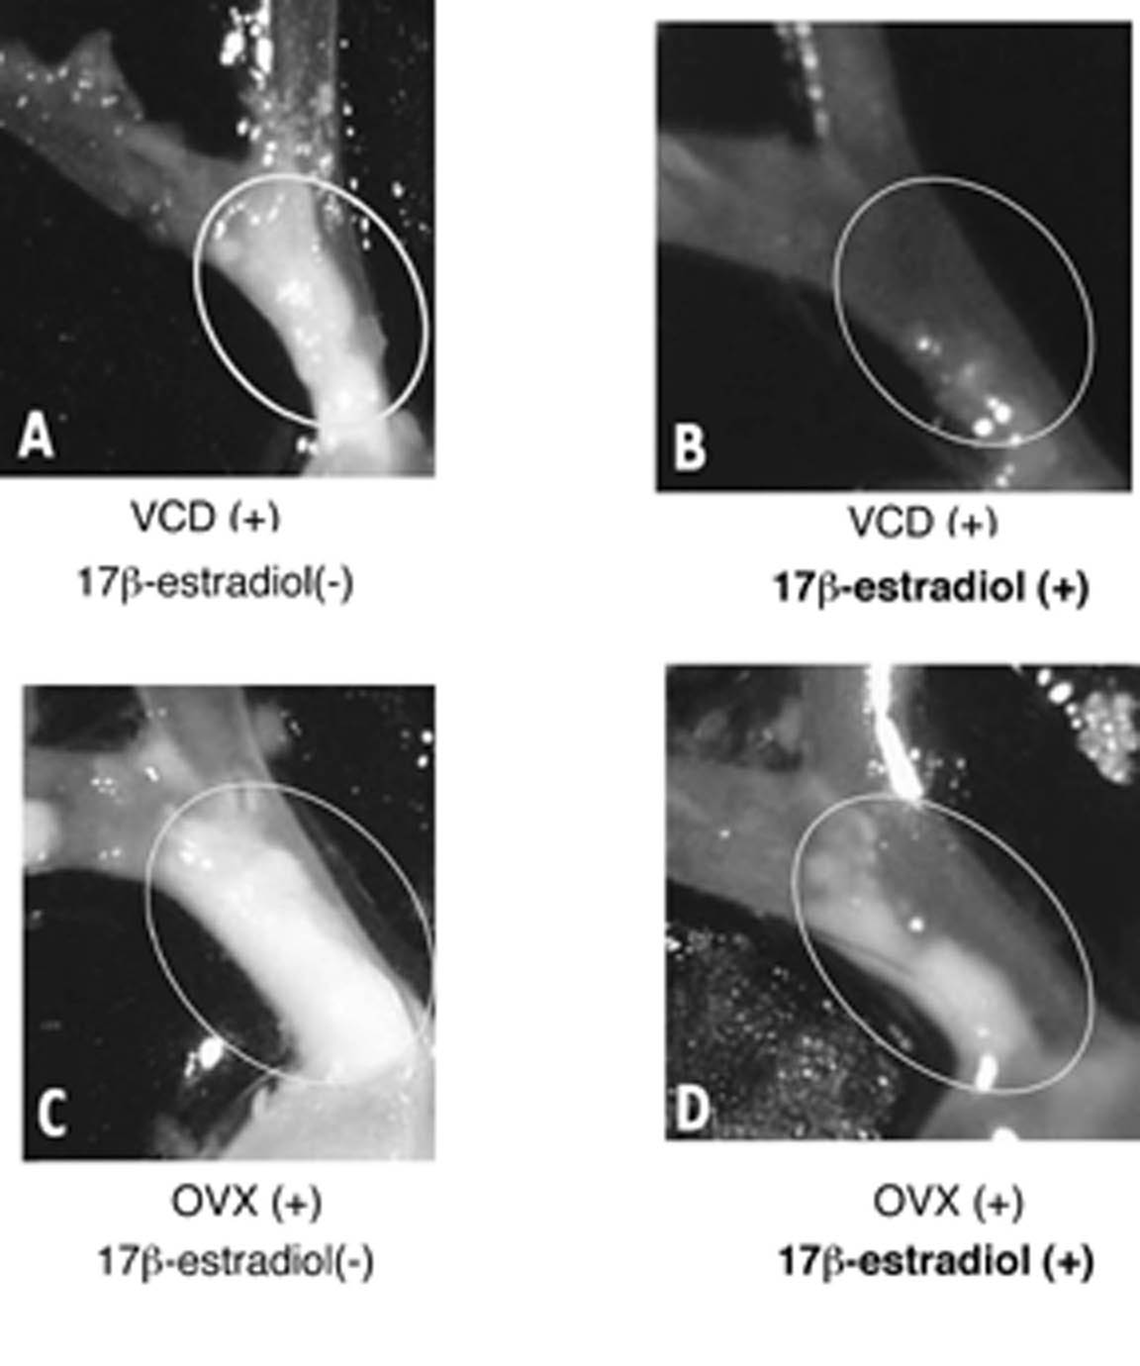 A
B
VCD (+)
17β-estradiol(-)
VCD (+)
17β-estradiol (+)
C
D
OVX (+)
17β-estradiol(-)
OVX (+)
17β-estradiol (+)